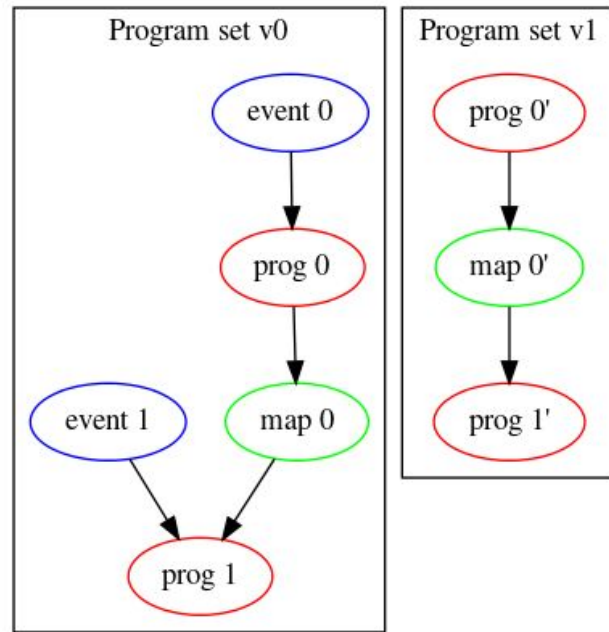 Program set v0
event 0
prog 0
event 1
map 0
prog 1
Program set v1
prog 0'
map 0'
prog 1'